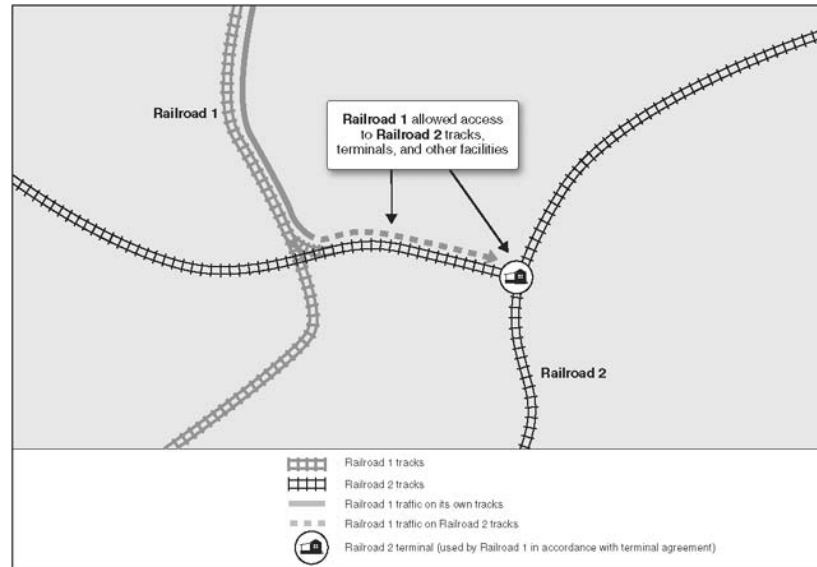 Railroad 1
Railroad 1 allowed access
to Railroad 2 tracks,
terminals, and other facilities
Railroad 2
Railroad 1 tracks
Railroad 2 tracks
Railroad 1 traffic on its own tracks
Railroad 1 traffic on Railroad 2 tracks
Railroad 2 terminal (used by Railroad 1 in accordance with terminal agreement)